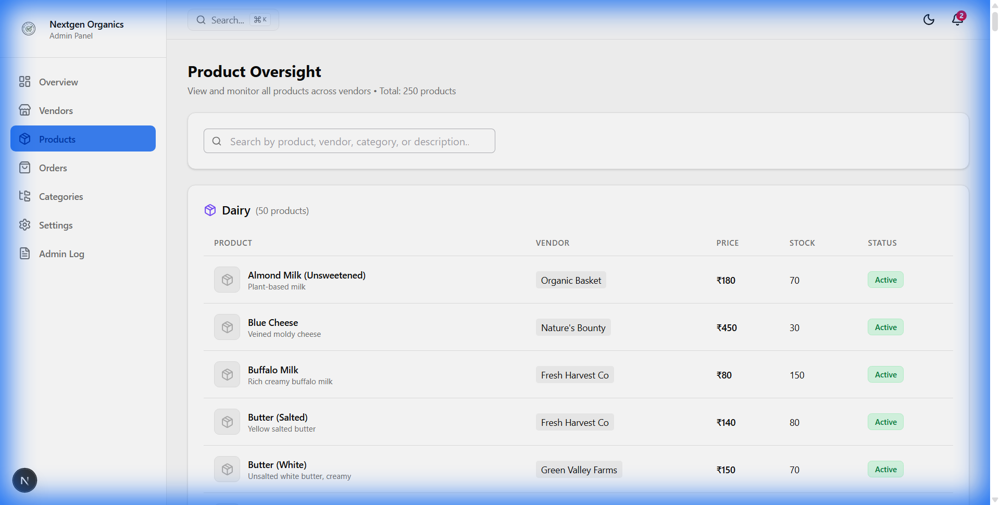 Nextgen Organics
Admin Panel
Search...
⌘ K
2
Overview
Vendors
Products
Orders
Categories
Settings
Admin Log
N
Product Oversight
View and monitor all products across vendors • Total: 250 products
Search by product, vendor, category, or description..
Dairy (50 products)
PRODUCT VENDOR PRICE STOCK STATUS
Almond Milk (Unsweetened)
Plant-based milk
Organic Basket ₹180 70 Active
Blue Cheese
Veined moldy cheese
Nature's Bounty ₹450 30 Active
Buffalo Milk
Rich creamy buffalo milk
Fresh Harvest Co ₹80 150 Active
Butter (Salted)
Yellow salted butter
Fresh Harvest Co ₹140 80 Active
Butter (White)
Unsalted white butter, creamy
Green Valley Farms ₹150 70 Active